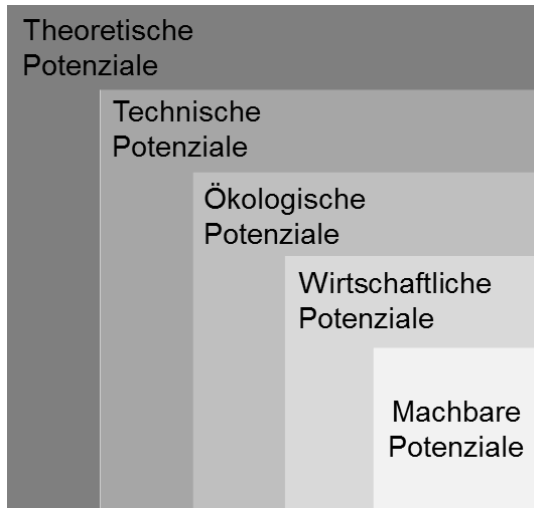 Theoretische
Potenziale
Technische
Potenziale
Ökologische
Potenziale
Wirtschaftliche
Potenziale
Machbare
Potenziale